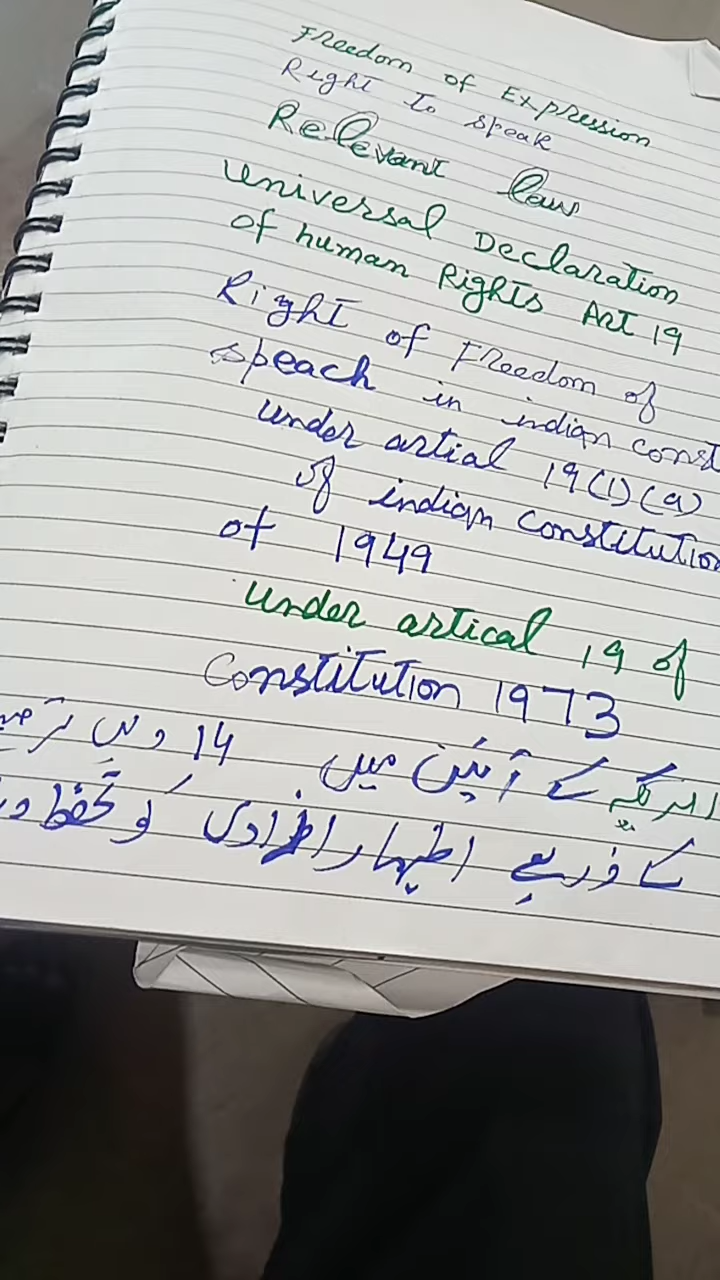 Freedom of Expression
Right To speak
Relevant law
universal Declaration
of human Rights Art 19
Right of Freedom of
speach in indian const
under artial 19(1)(a)
of indian constitution
of 1949
under artical 19 of
Constitution 1973
امریکہ کے آئین میں 14 ویں
کے ذریعے اظہار کو تحفظ